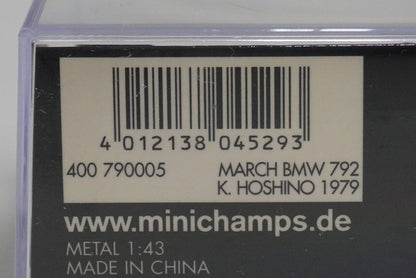 4 012138 045293
400 790005 MARCH BMW 792
K. HOSHINO 1979
www.minichamps.de
METAL 1:43
MADE IN CHINA